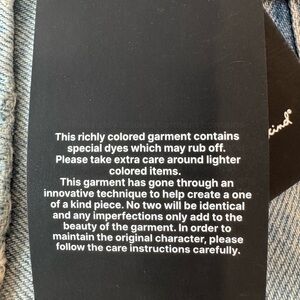 This richly colored garment contains
special dyes which may rub off.
Please take extra care around lighter
colored items.
This garment has gone through an
innovative technique to help create a one
of a kind piece. No two will be identical
and any imperfections only add to the
beauty of the garment. In order to
maintain the original character, please
follow the care instructions carefully.